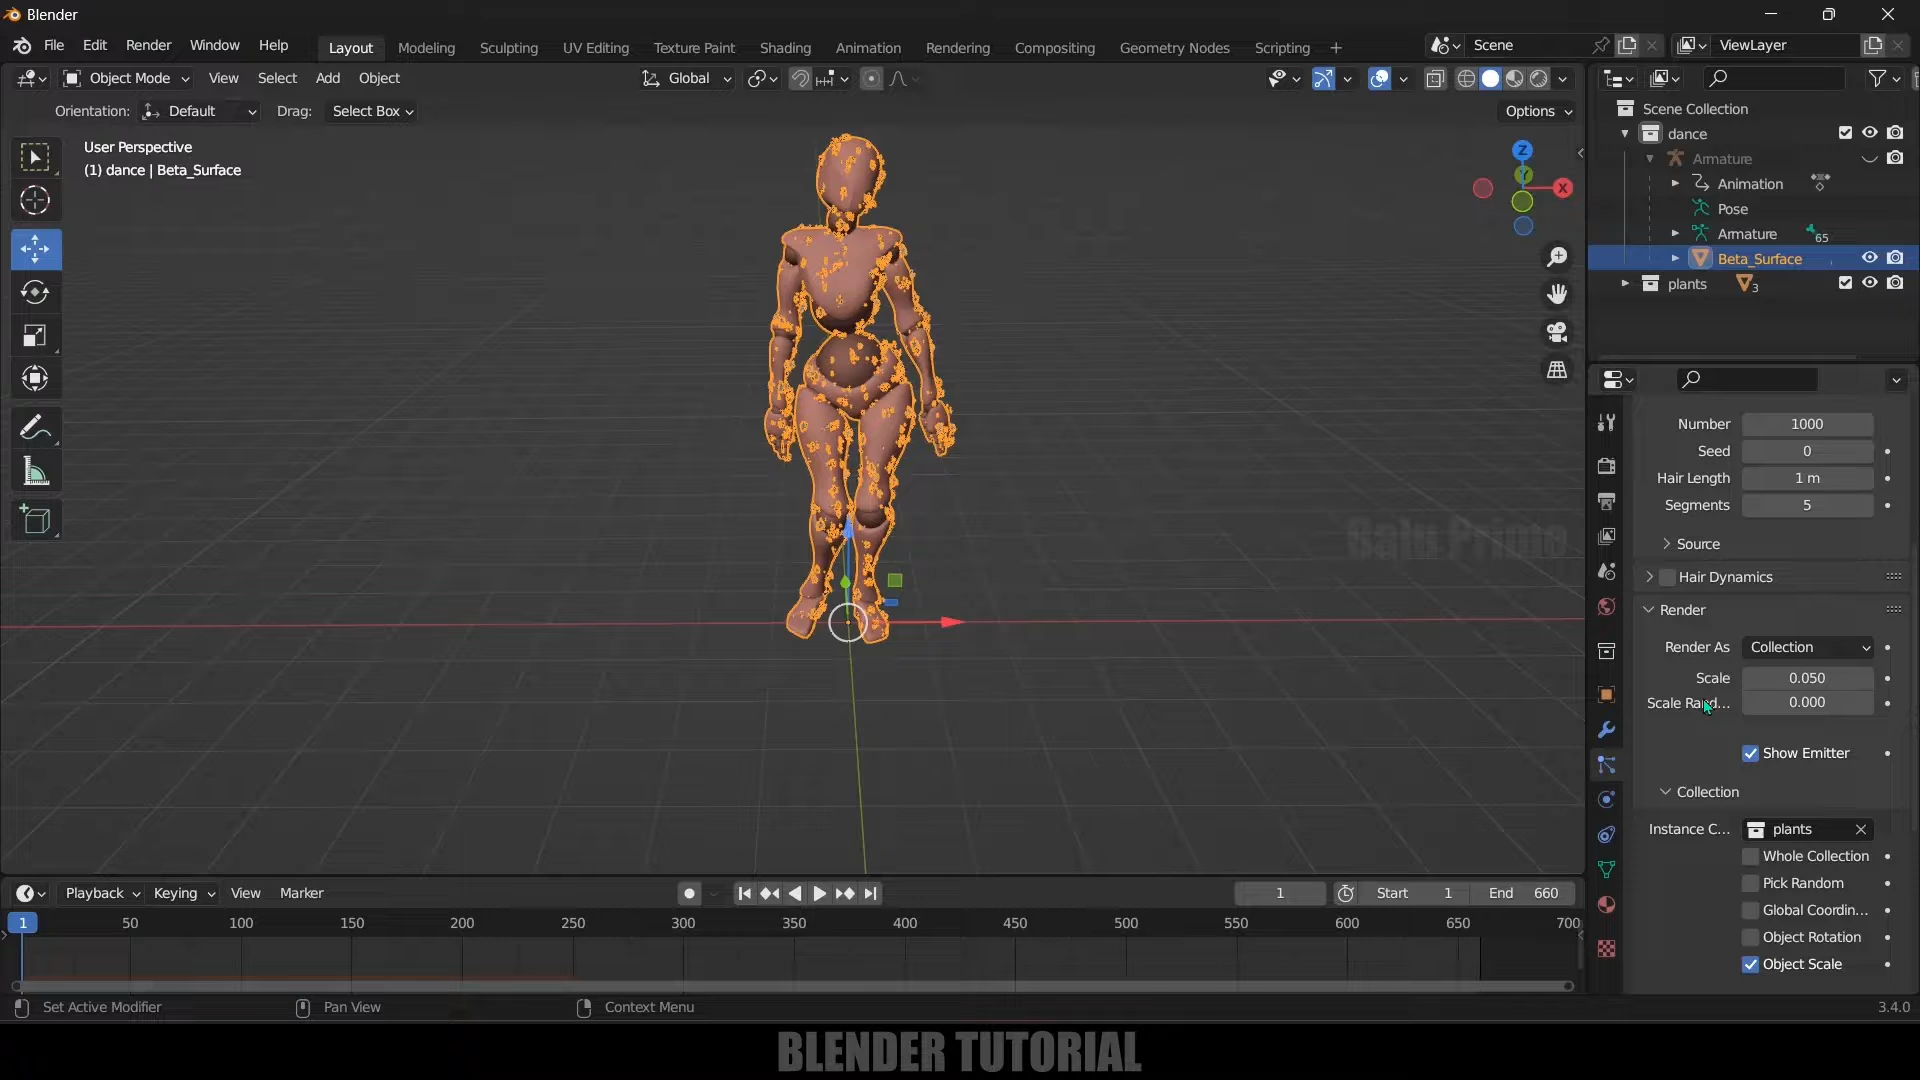 Blender
File Edit Render Window Help Layout Modeling Sculpting UV Editing Texture Paint Shading Animation Rendering Compositing Geometry Nodes Scripting + Scene ViewLayer
Object Mode View Select Add Object Global
Orientation: Default Drag: Select Box Options
User Perspective
(1) dance | Beta_Surface
Z
Y
X
Scene Collection
dance
Armature
Animation
Pose
Armature 65
Beta_Surface
plants 3
Number 1000
Seed 0
Hair Length 1 m
Segments 5
Source
Hair Dynamics
Render
Render As Collection
Scale 0.050
Scale Rand... 0.000
Show Emitter
Collection
Instance C... plants
Whole Collection
Pick Random
Global Coordin...
Object Rotation
Object Scale
Balu Prime
Playback Keying View Marker 1 Start 1 End 660
1 50 100 150 200 250 300 350 400 450 500 550 600 650 700
Set Active Modifier Pan View Context Menu 3.4.0
BLENDER TUTORIAL